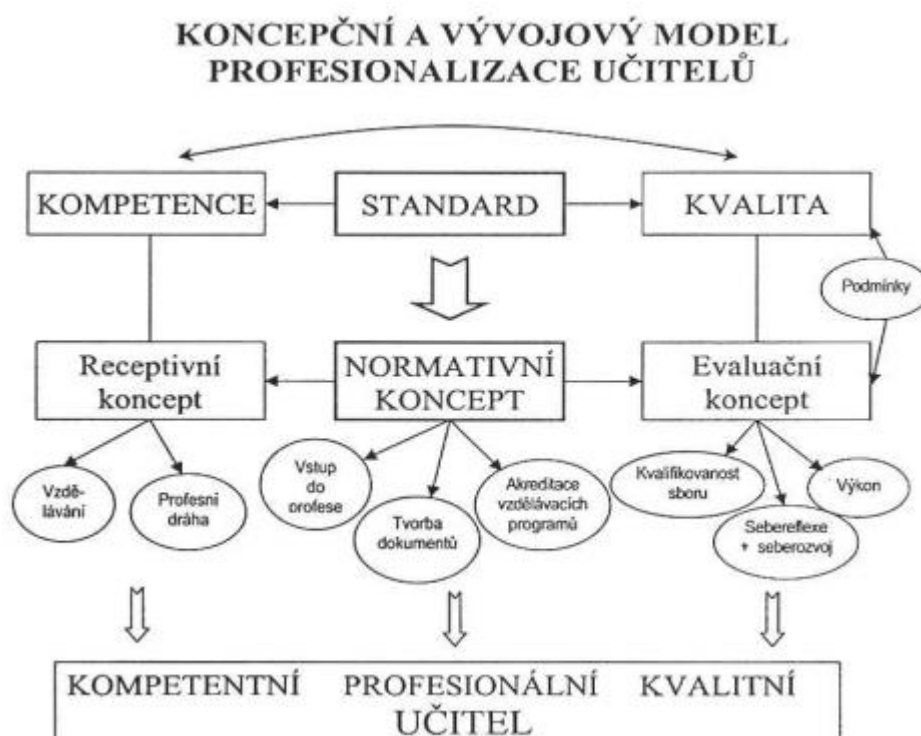 KONCEPČNÍ A VÝVOJOVÝ MODEL
PROFESIONALIZACE UČITELŮ
KOMPETENCE
STANDARD
KVALITA
Podmínky
Receptivní
koncept
NORMATIVNÍ
KONCEPT
Evaluační
koncept
Vzdě-
lávání
Profesní
dráha
Vstup
do
orofese
Tvorba
dokumentů
Akreditace
vzdělávacích
programů
Kvalifikovanost
sboru
Sebereflexe
+ seberozvoj
Výkon
KOMPETENTNÍ PROFESIONÁLNÍ KVALITNÍ
UČITEL